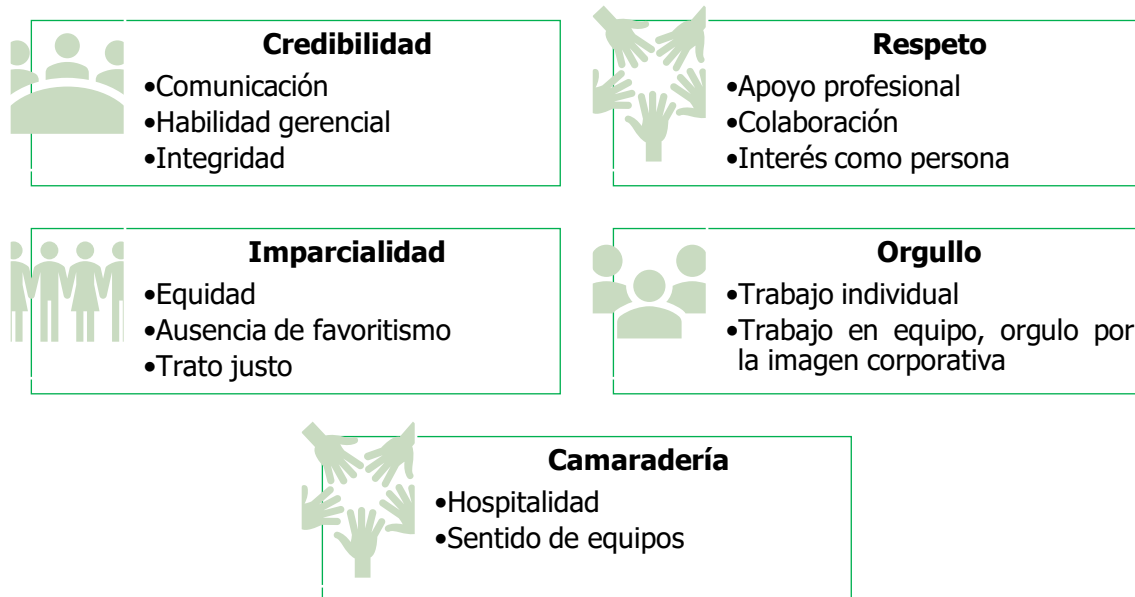 Credibilidad
•Comunicación
•Habilidad gerencial
•Integridad
Respeto
•Apoyo profesional
•Colaboración
•Interés como persona
Imparcialidad
•Equidad
•Ausencia de favoritismo
•Trato justo
Orgullo
•Trabajo individual
•Trabajo en equipo, orgulo por
la imagen corporativa
Camaradería
•Hospitalidad
•Sentido de equipos